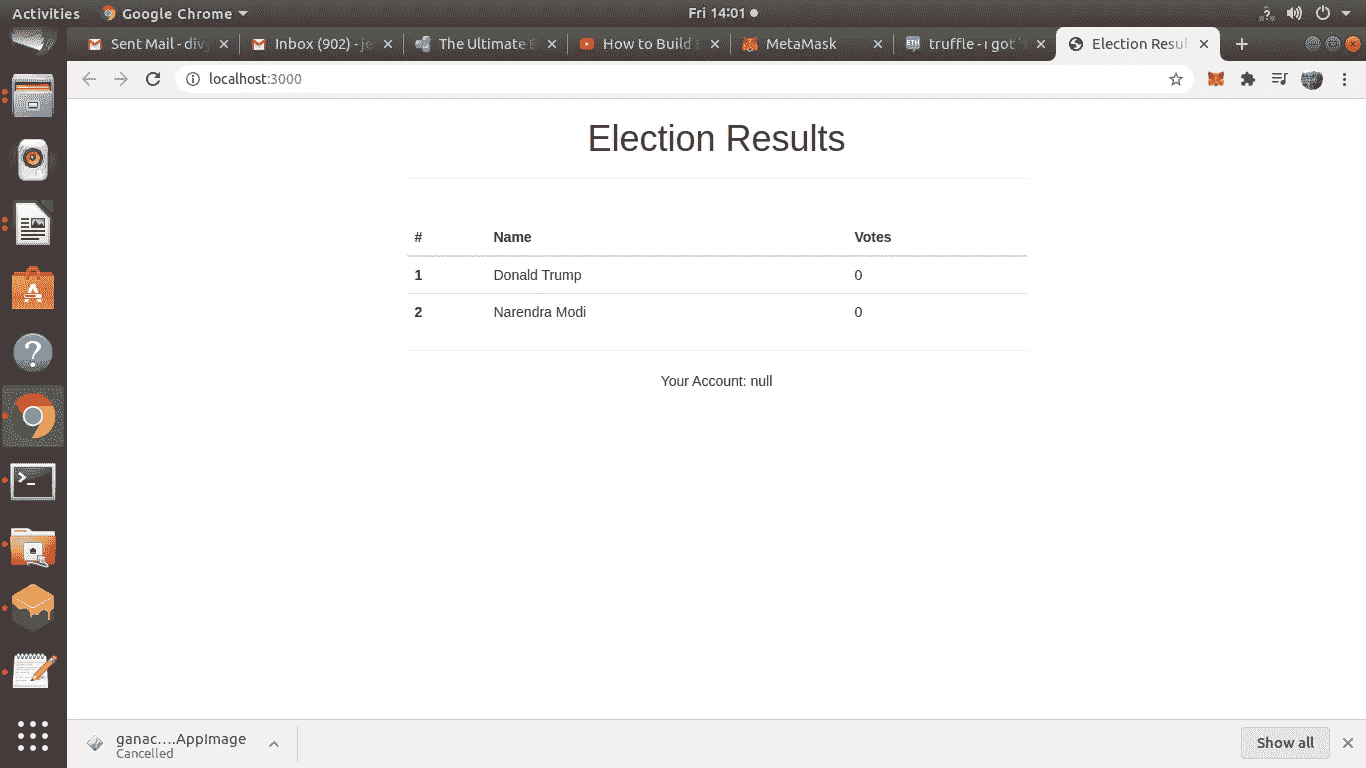 Activities Google Chrome Fri 14:01
Sent Mail - div Inbox (902) - je The Ultimate E How to Build MetaMask truffle - i got Election Resul
localhost:3000
Election Results
# Name Votes
1 Donald Trump 0
2 Narendra Modi 0
Your Account: null
ganac....AppImage
Cancelled
Show all